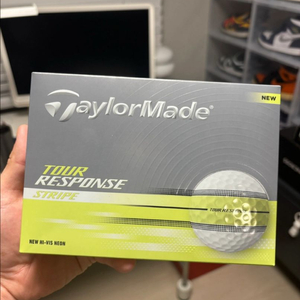 TaylorMade
NEW
TOUR
RESPONSE
STRIPE
NEW HI-VIS NEON